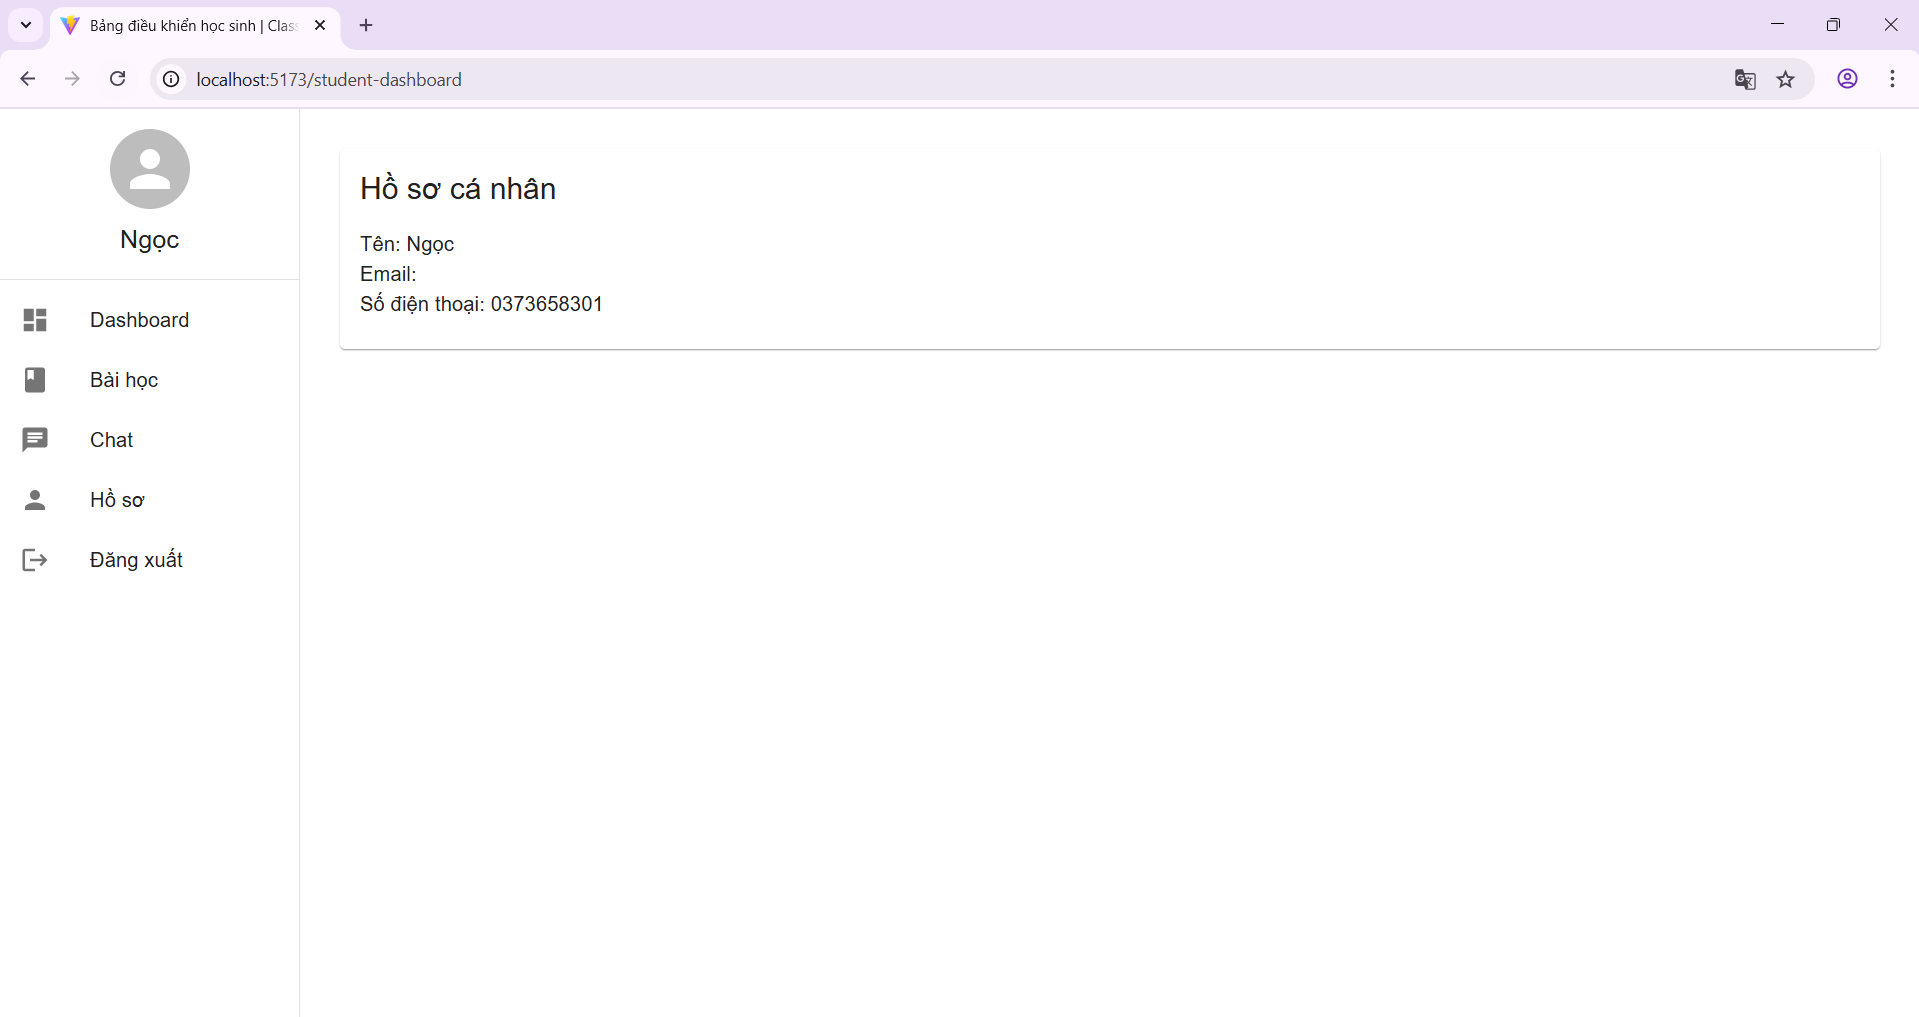 Bảng điều khiển học sinh | Clas
localhost:5173/student-dashboard
Ngọc
Dashboard
Bài học
Chat
Hồ sơ
Đăng xuất
Hồ sơ cá nhân
Tên: Ngọc
Email:
Số điện thoại: 0373658301